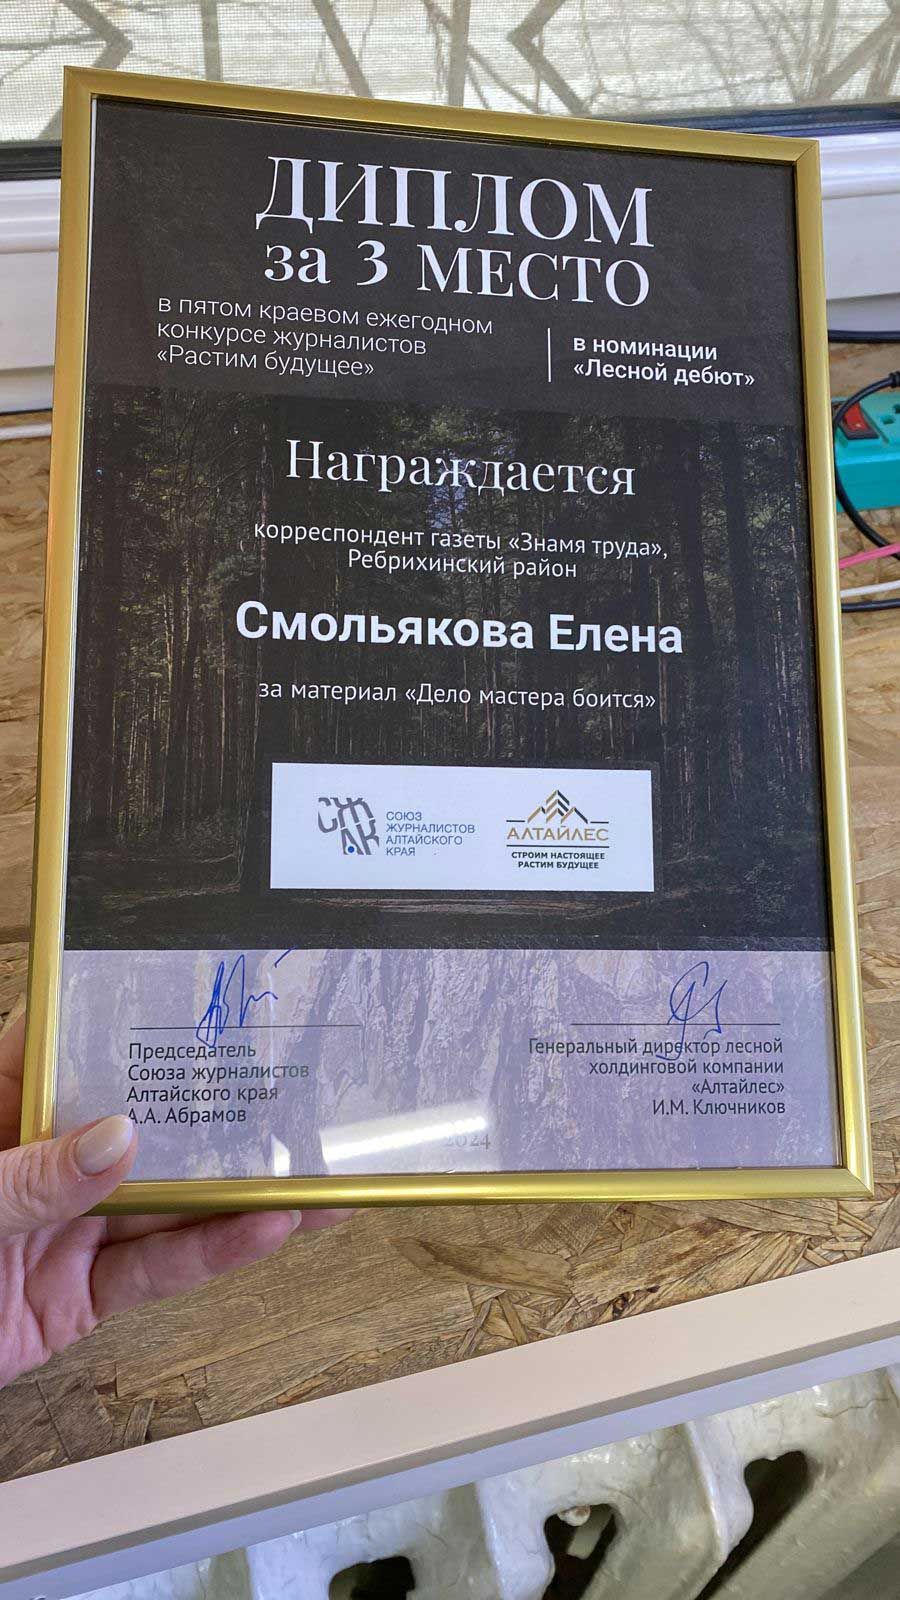 ДИПЛОМ
за 3 МЕСТО
в пятом краевом ежегодном
конкурсе журналистов
«Растим будущее»
в номинации
«Лесной дебют»
Награждается
корреспондент газеты «Знамя труда»,
Ребрихинский район
Смольякова Елена
за материал «Дело мастера боится»
СЖ
АК
СОЮЗ
ЖУРНАЛИСТОВ
АЛТАЙСКОГО
КРАЯ
АЛТАЙЛЕС
СТРОИМ НАСТОЯЩЕЕ
РАСТИМ БУДУЩЕЕ
Председатель
Союза журналистов
Алтайского края
А.А. Абрамов
Генеральный директор лесной
холдинговой компании
«Алтайлес»
И.М. Ключников
2024